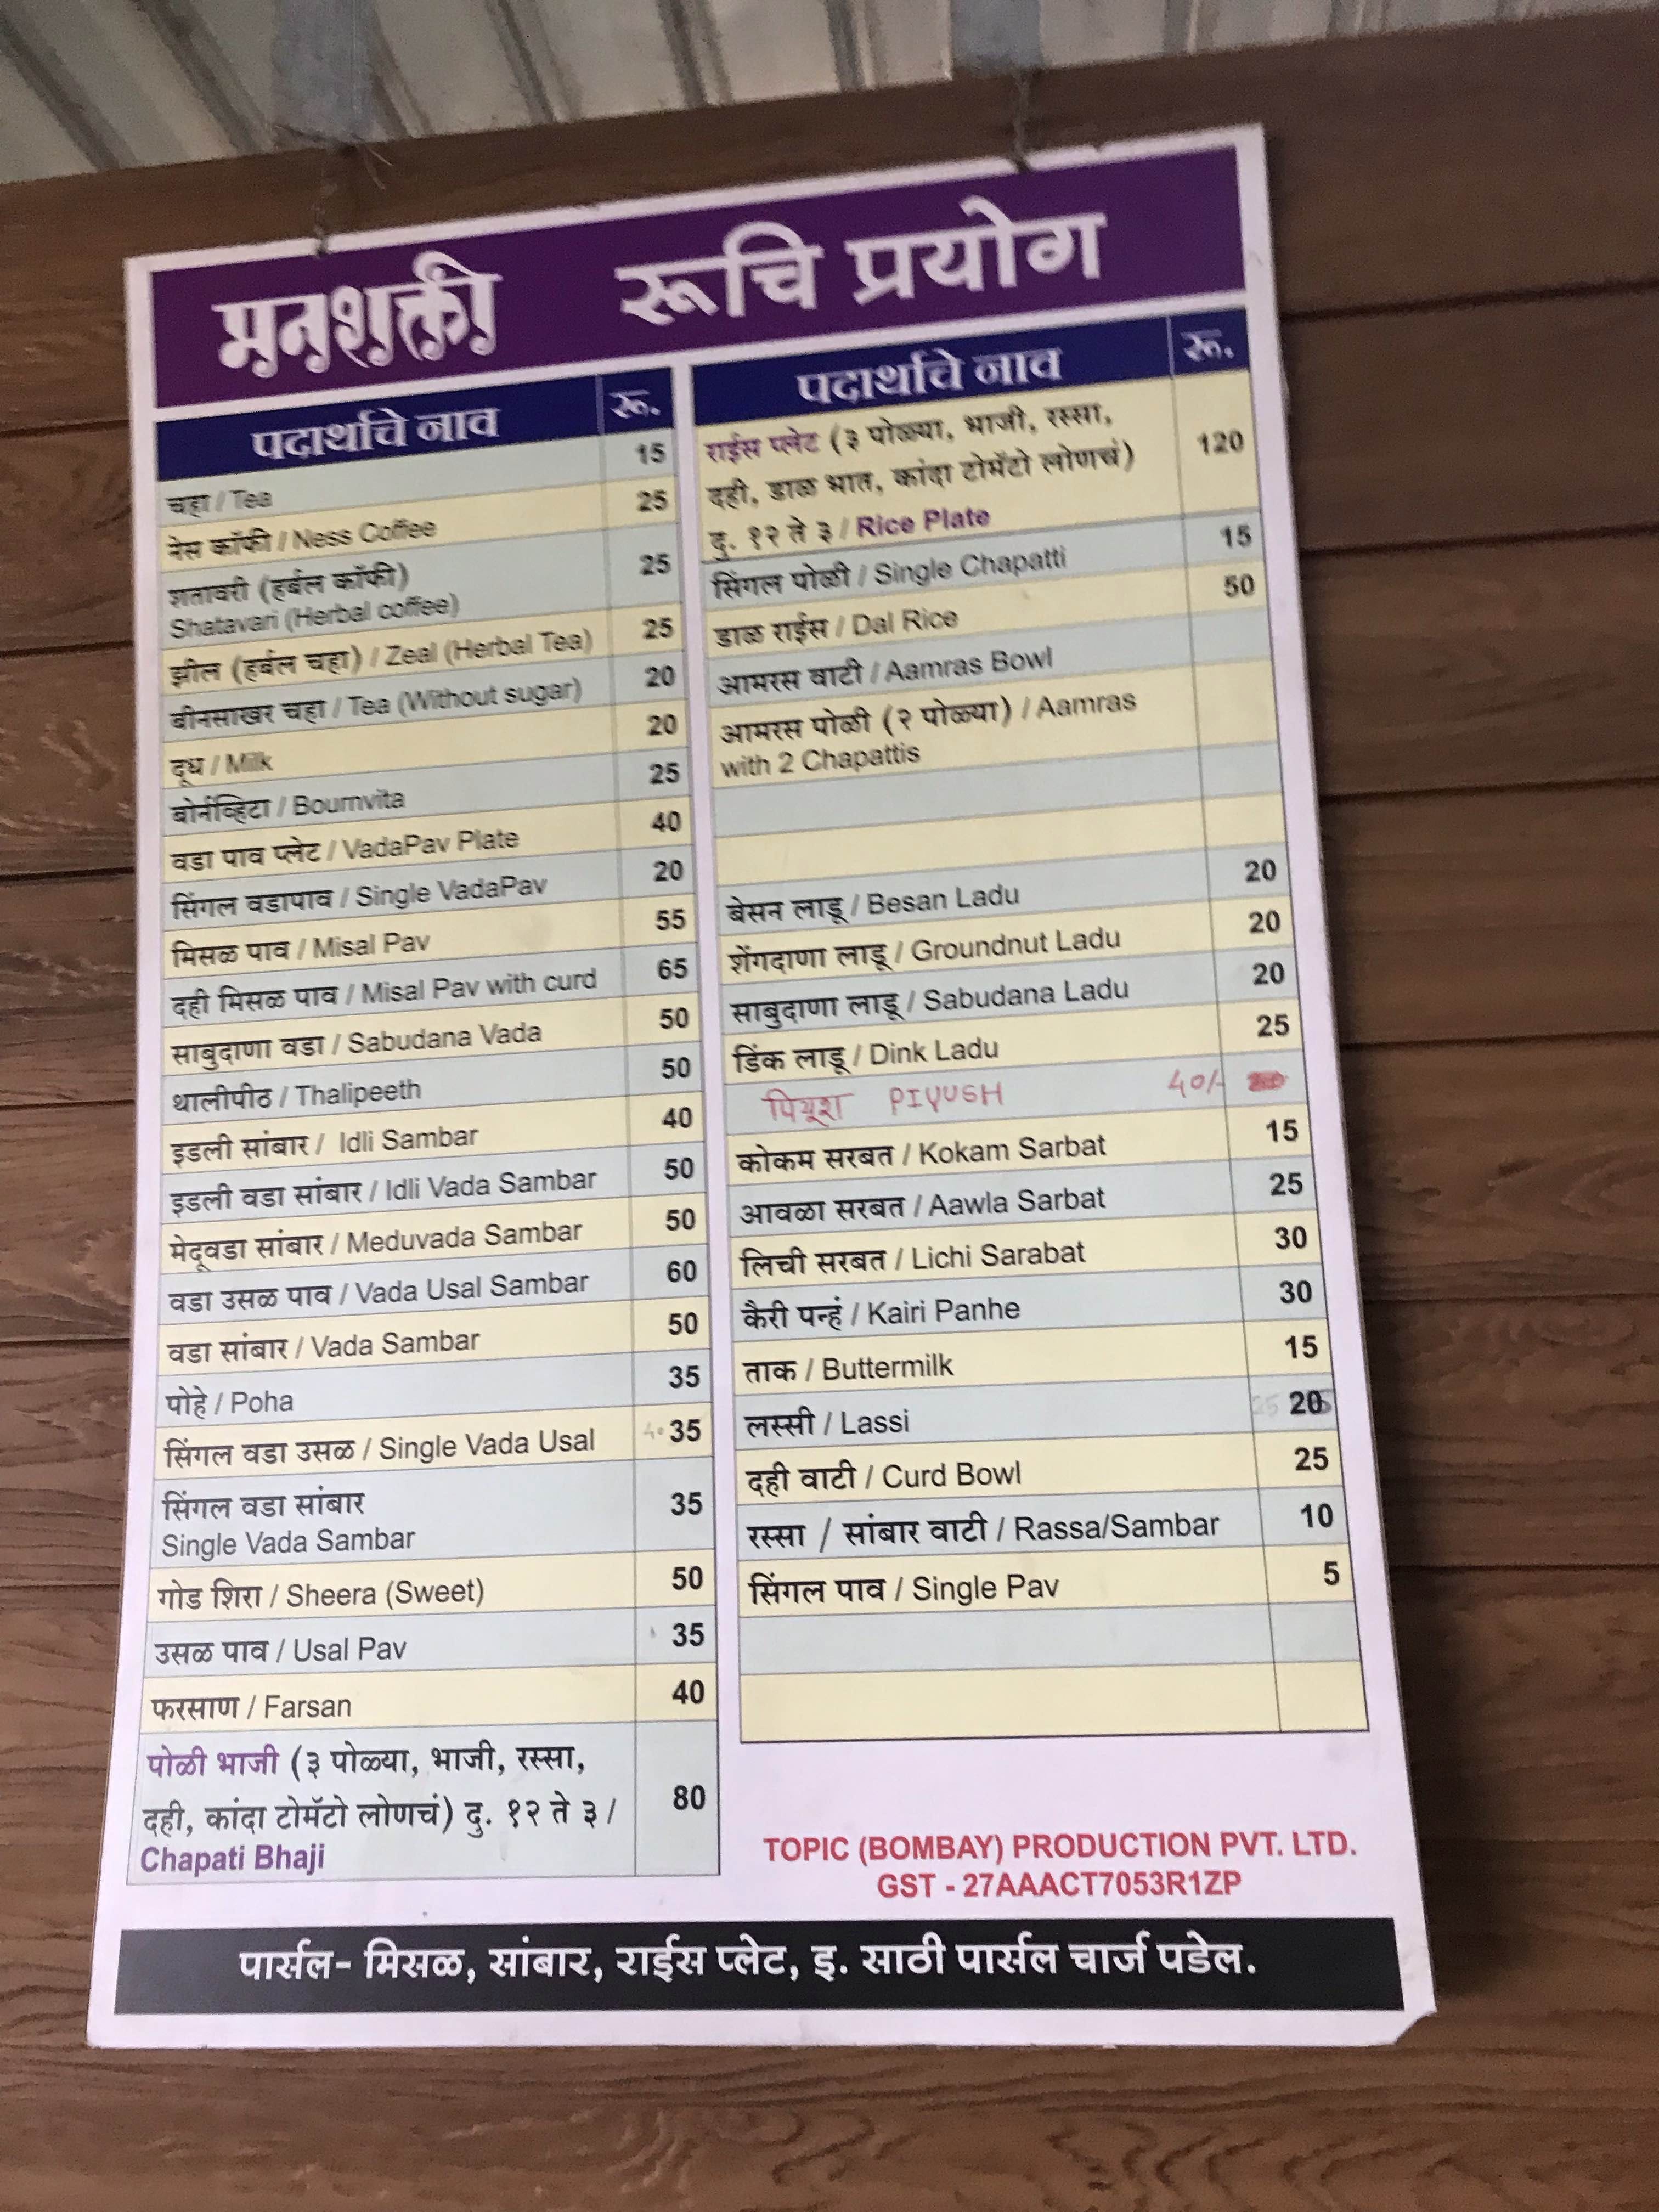 मनशक्ती रूचि प्रयोग
पदार्थाचे नाव रू.
चहा / Tea 15
नेस कॉफी / Ness Coffee 25
शतावरी (हर्बल कॉफी)
Shatavari (Herbal coffee) 25
झील (हर्बल चहा) / Zeal (Herbal Tea) 25
बीनसाखर चहा / Tea (Without sugar) 20
दूध / Milk 20
बोर्नव्हिटा / Bournvita 25
वडा पाव प्लेट / VadaPav Plate 40
सिंगल वडापाव / Single VadaPav 20
मिसळ पाव / Misal Pav 55
दही मिसळ पाव / Misal Pav with curd 65
साबुदाणा वडा / Sabudana Vada 50
थालीपीठ / Thalipeeth 50
इडली सांबार / Idli Sambar 40
इडली वडा सांबार / Idli Vada Sambar 50
मेदूवडा सांबार / Meduvada Sambar 50
वडा उसळ पाव / Vada Usal Sambar 60
वडा सांबार / Vada Sambar 50
पोहे / Poha 35
सिंगल वडा उसळ / Single Vada Usal 35
सिंगल वडा सांबार
Single Vada Sambar 35
गोड शिरा / Sheera (Sweet) 50
उसळ पाव / Usal Pav 35
फरसाण / Farsan 40
पोळी भाजी (३ पोळ्या, भाजी, रस्सा,
दही, कांदा टोमॅटो लोणचं) दु. १२ ते ३ / 80
Chapati Bhaji
पदार्थाचे नाव रू.
राईस प्लेट (३ पोळ्या, भाजी, रस्सा,
दही, डाळ भात, कांदा टोमॅटो लोणचं) 120
दु. १२ ते ३ / Rice Plate
सिंगल पोळी / Single Chapatti 15
डाळ राईस / Dal Rice 50
आमरस वाटी / Aamras Bowl
आमरस पोळी (२ पोळ्या) / Aamras
with 2 Chapattis
बेसन लाडू / Besan Ladu 20
शेंगदाणा लाडू / Groundnut Ladu 20
साबुदाणा लाडू / Sabudana Ladu 20
डिंक लाडू / Dink Ladu 25
पियूश PIYUSH 40/-
कोकम सरबत / Kokam Sarbat 15
आवळा सरबत / Aawla Sarbat 25
लिची सरबत / Lichi Sarabat 30
कैरी पन्हं / Kairi Panhe 30
ताक / Buttermilk 15
लस्सी / Lassi 20
दही वाटी / Curd Bowl 25
रस्सा / सांबार वाटी / Rassa/Sambar 10
सिंगल पाव / Single Pav 5
TOPIC (BOMBAY) PRODUCTION PVT. LTD.
GST - 27AAACT7053R1ZP
पार्सल- मिसळ, सांबार, राईस प्लेट, इ. साठी पार्सल चार्ज पडेल.